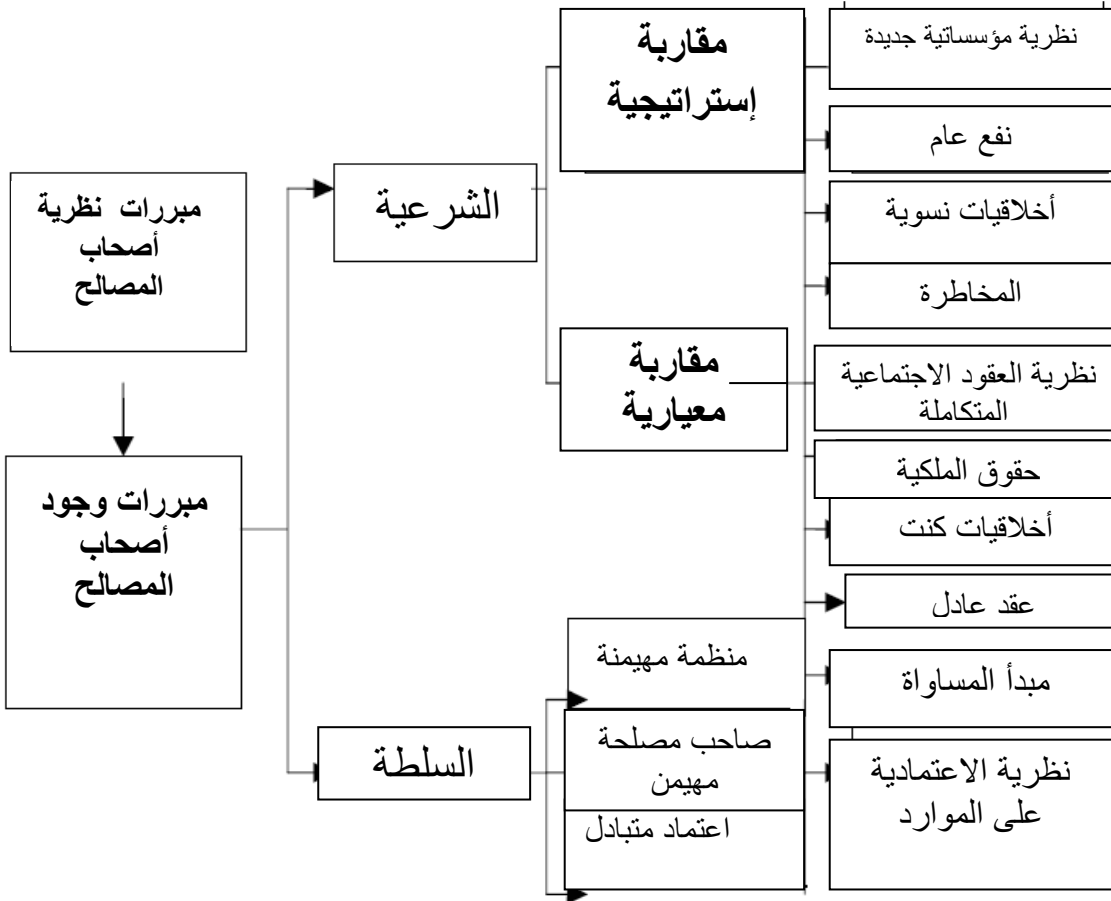 مبررات نظرية
أصحاب
المصالح
مبررات وجود
أصحاب
المصالح
الشرعية
السلطة
مقاربة
إستراتيجية
مقاربة
معيارية
منظمة مهيمنة
صاحب مصلحة
مهيمن
اعتماد متبادل
نظرية مؤسساتية جديدة
نفع عام
أخلاقيات نسوية
المخاطرة
نظرية العقود الاجتماعية
المتكاملة
حقوق الملكية
أخلاقيات كنت
عقد عادل
مبدأ المساواة
نظرية الاعتمادية
على الموارد